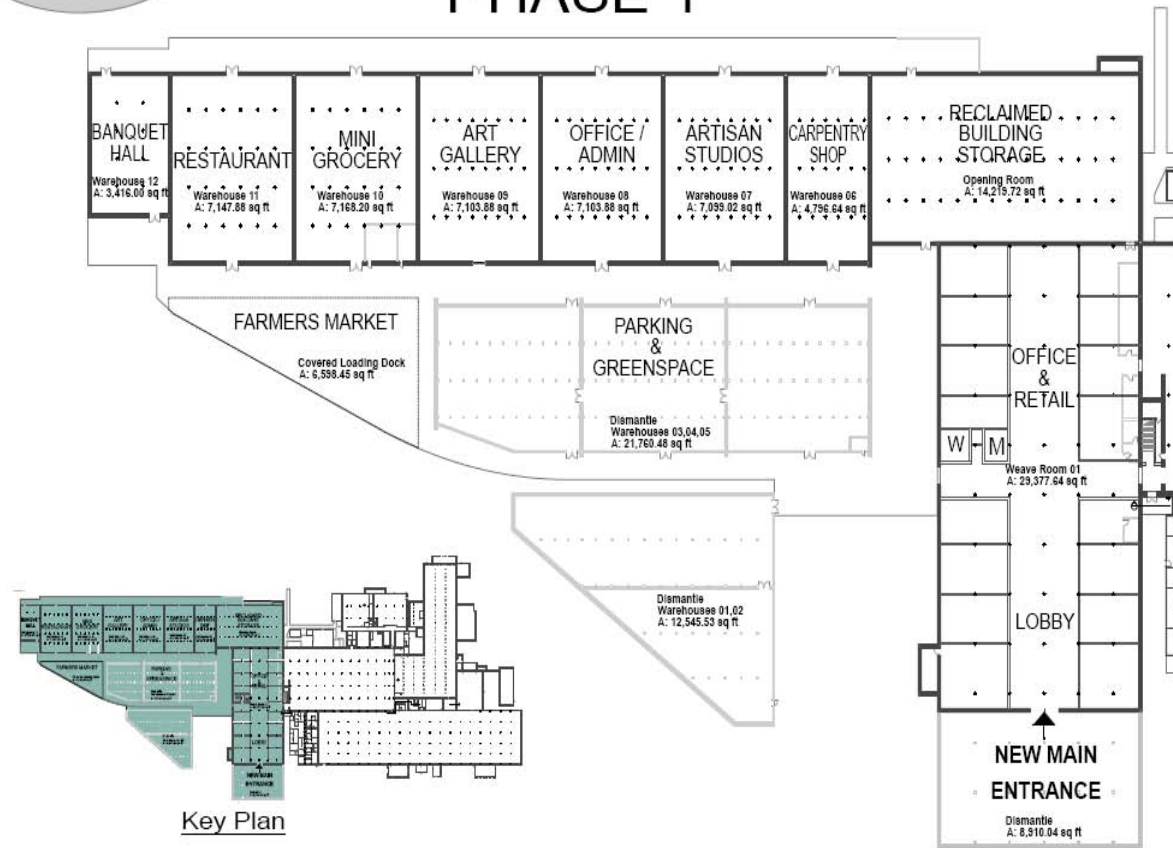 PHASE 1
BANQUET
HALL
Warehouse 12
A: 3,416.00 sq ft
RESTAURANT
Warehouse 11
A: 7,147.88 sq ft
MINI
GROCERY
Warehouse 10
A: 7,168.20 sq ft
ART
GALLERY
Warehouse 09
A: 7,103.88 sq ft
OFFICE /
ADMIN
Warehouse 08
A: 7,103.88 sq ft
ARTISAN
STUDIOS
Warehouse 07
A: 7,099.02 sq ft
CARPENTRY
SHOP
Warehouse 06
A: 4,796.64 sq ft
RECLAIMED
BUILDING
STORAGE
Opening Room
A: 14,219.72 sq ft
FARMERS MARKET
Covered Loading Dock
A: 6,598.45 sq ft
PARKING
&
GREENSPACE
Dismantle
Warehouses 03,04,05
A: 21,760.48 sq ft
OFFICE
&
RETAIL
W
M
Weave Room 01
A: 29,377.64 sq ft
Dismantle
Warehouses 01,02
A: 12,545.53 sq ft
LOBBY
NEW MAIN
ENTRANCE
Dismantle
A: 8,910.04 sq ft
FARMERS MARKET
LOBBY
NEW MAIN
ENTRANCE
Key Plan